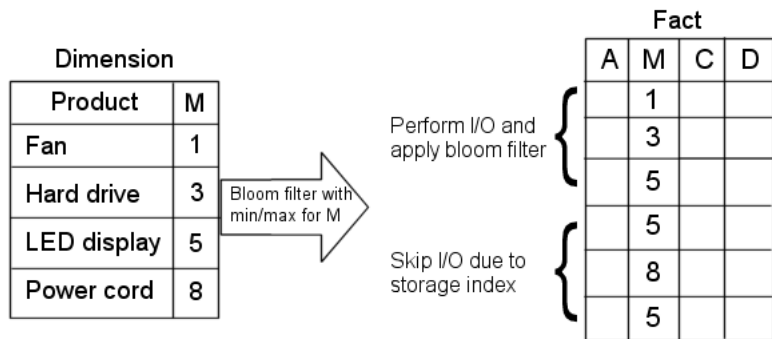 Dimension
Product M
Fan 1
Hard drive 3
LED display 5
Power cord 8
Bloom filter with
min/max for M
Perform I/O and
apply bloom filter
Skip I/O due to
storage index
Fact
A M C D
1
3
5
5
8
5